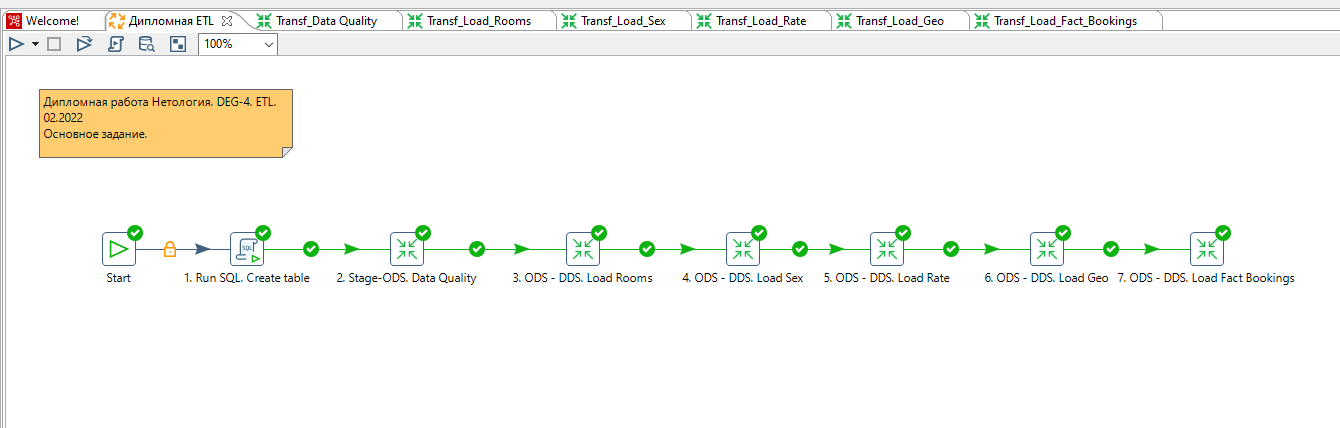 Welcome!
Дипломная ETL
Transf_Data Quality
Transf_Load_Rooms
Transf_Load_Sex
Transf_Load_Rate
Transf_Load_Geo
Transf_Load_Fact_Bookings
100%
Дипломная работа Нетология. DEG-4. ETL.
02.2022
Основное задание.
SQL
Start
1. Run SQL. Create table
2. Stage-ODS. Data Quality
3. ODS - DDS. Load Rooms
4. ODS - DDS. Load Sex
5. ODS - DDS. Load Rate
6. ODS - DDS. Load Geo
7. ODS - DDS. Load Fact Bookings